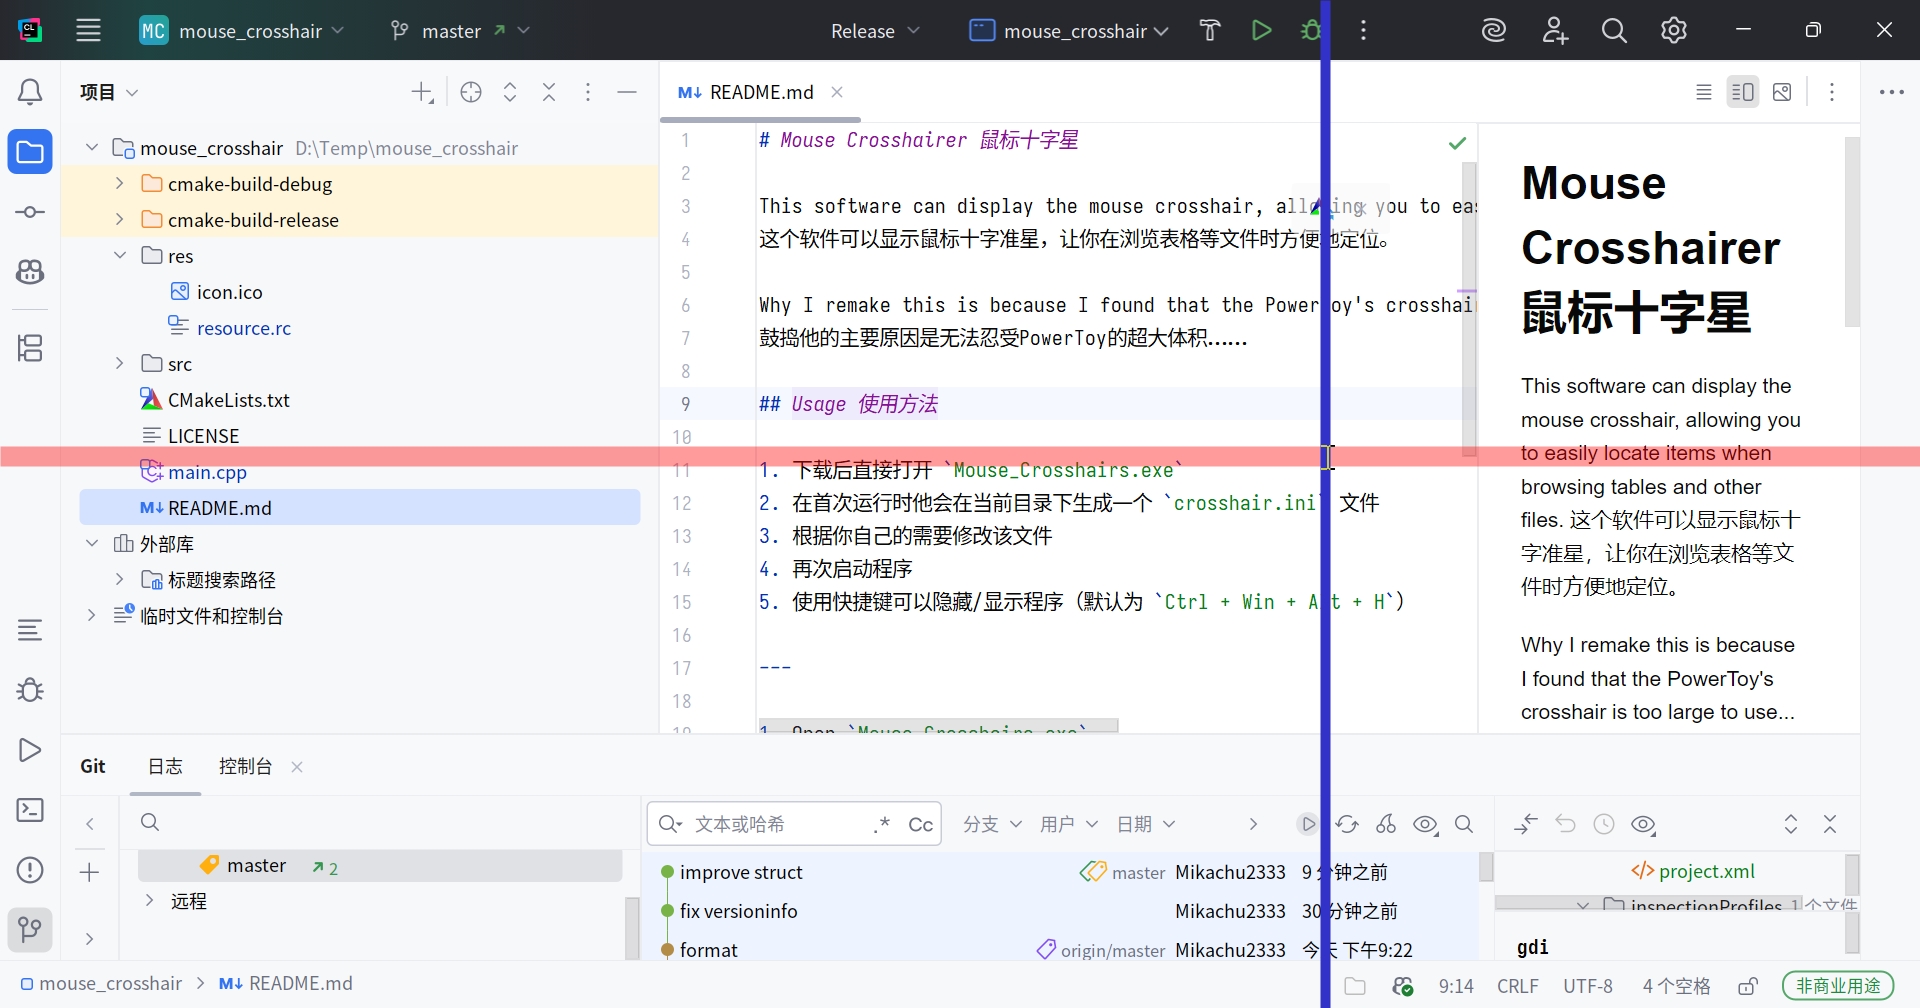 MC mouse_crosshair master Release mouse_crosshair
项目
mouse_crosshair D:\Temp\mouse_crosshair
cmake-build-debug
cmake-build-release
res
icon.ico
resource.rc
src
CMakeLists.txt
LICENSE
main.cpp
README.md
外部库
标题搜索路径
临时文件和控制台
README.md
1 # Mouse Crosshairer 鼠标十字星
2
3 This software can display the mouse crosshair, allowing you to eas
4 这个软件可以显示鼠标十字准星，让你在浏览表格等文件时方便地定位。
5
6 Why I remake this is because I found that the PowerToy's crosshair
7 鼓捣他的主要原因是无法忍受PowerToy的超大体积......
8
9 ## Usage 使用方法
10
11 1. 下载后直接打开 `Mouse_Crosshairs.exe`
12 2. 在首次运行时他会在当前目录下生成一个 `crosshair.ini` 文件
13 3. 根据你自己的需要修改该文件
14 4. 再次启动程序
15 5. 使用快捷键可以隐藏/显示程序（默认为 `Ctrl + Win + Alt + H`）
16
17 ---
18
19 1. Open `Mouse_Crosshairs.exe`
Mouse
Crosshairer
鼠标十字星
This software can display the
mouse crosshair, allowing you
to easily locate items when
browsing tables and other
files. 这个软件可以显示鼠标十
字准星，让你在浏览表格等文
件时方便地定位。
Why I remake this is because
I found that the PowerToy's
crosshair is too large to use...
Git 日志 控制台
master 2
远程
文本或哈希 .* Cc 分支 用户 日期
improve struct master Mikachu2333 9 分钟之前
fix versioninfo Mikachu2333 30 分钟之前
format origin/master Mikachu2333 今天 下午9:22
project.xml
inspectionProfiles 1 个文件
gdi
mouse_crosshair > README.md
9:14 CRLF UTF-8 4 个空格 非商业用途